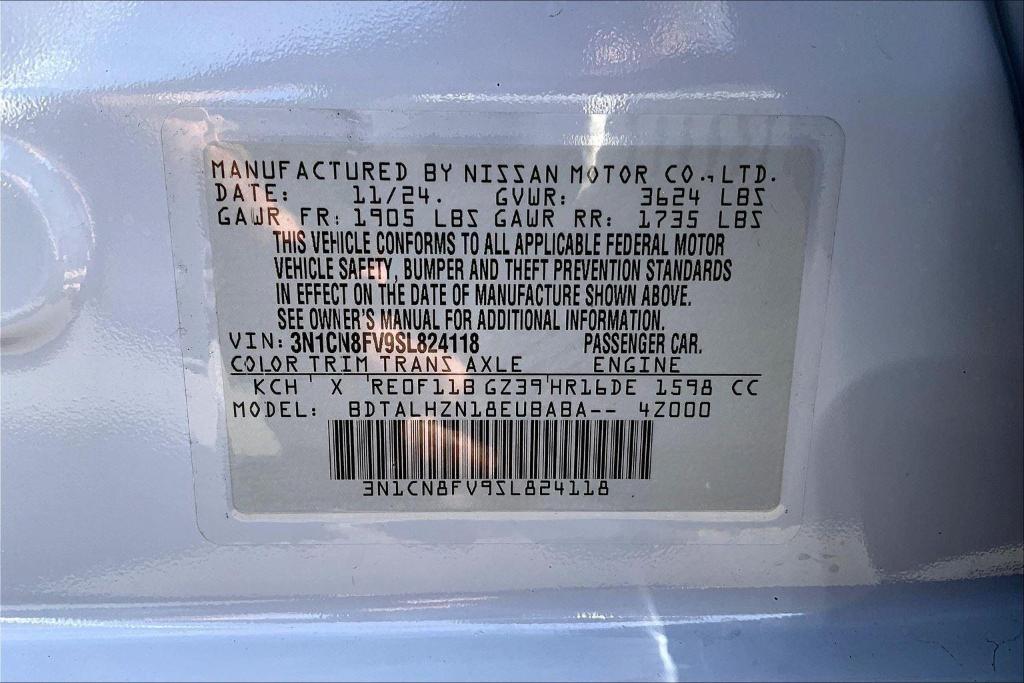 MANUFACTURED BY NISSAN MOTOR CO., LTD.
DATE: 11/24. GVWR: 3624 LBS
GAWR FR: 1905 LBS GAWR RR: 1735 LBS
THIS VEHICLE CONFORMS TO ALL APPLICABLE FEDERAL MOTOR
VEHICLE SAFETY, BUMPER AND THEFT PREVENTION STANDARDS
IN EFFECT ON THE DATE OF MANUFACTURE SHOWN ABOVE.
SEE OWNER'S MANUAL FOR ADDITIONAL INFORMATION.
VIN: 3N1CN8FV9SL824118 PASSENGER CAR.
COLOR TRIM TRANS AXLE ENGINE
KCH ' X 'RE0F11B GZ39'HR16DE 1598 CC
MODEL: BDTALHZN18EUBABA-- 4Z000
3N1CN8FV9SL824118